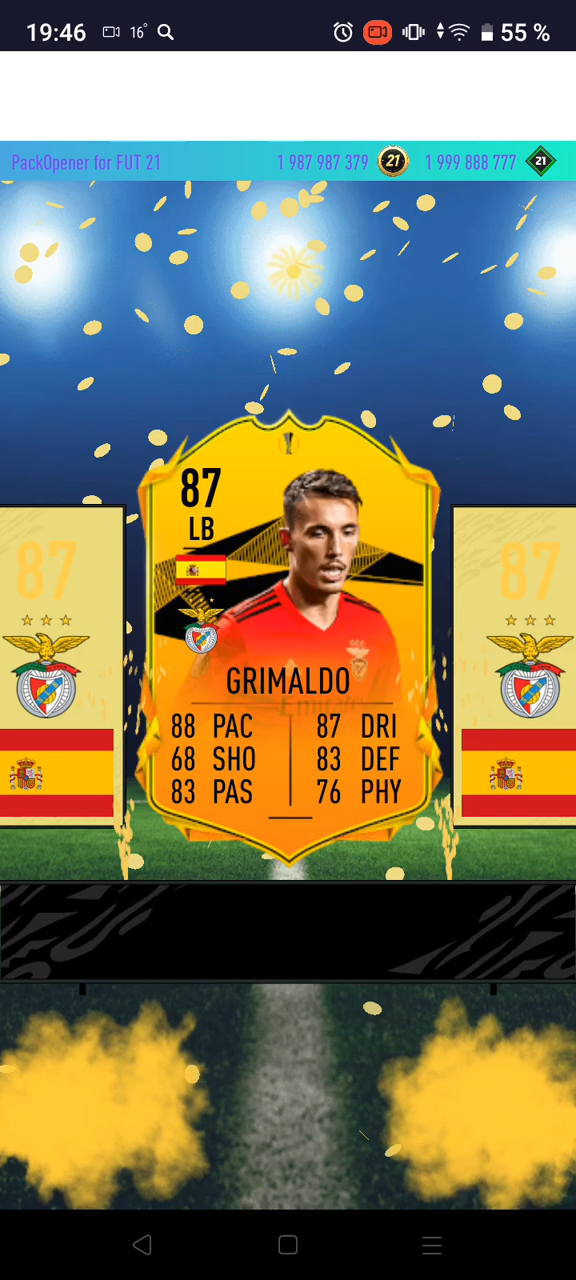 19:46 16° 55 %
PackOpener for FUT 21 1 987 987 379 21 1 999 888 777 21
87
LB
87 87
GRIMALDO
88 PAC 87 DRI
68 SHO 83 DEF
83 PAS 76 PHY